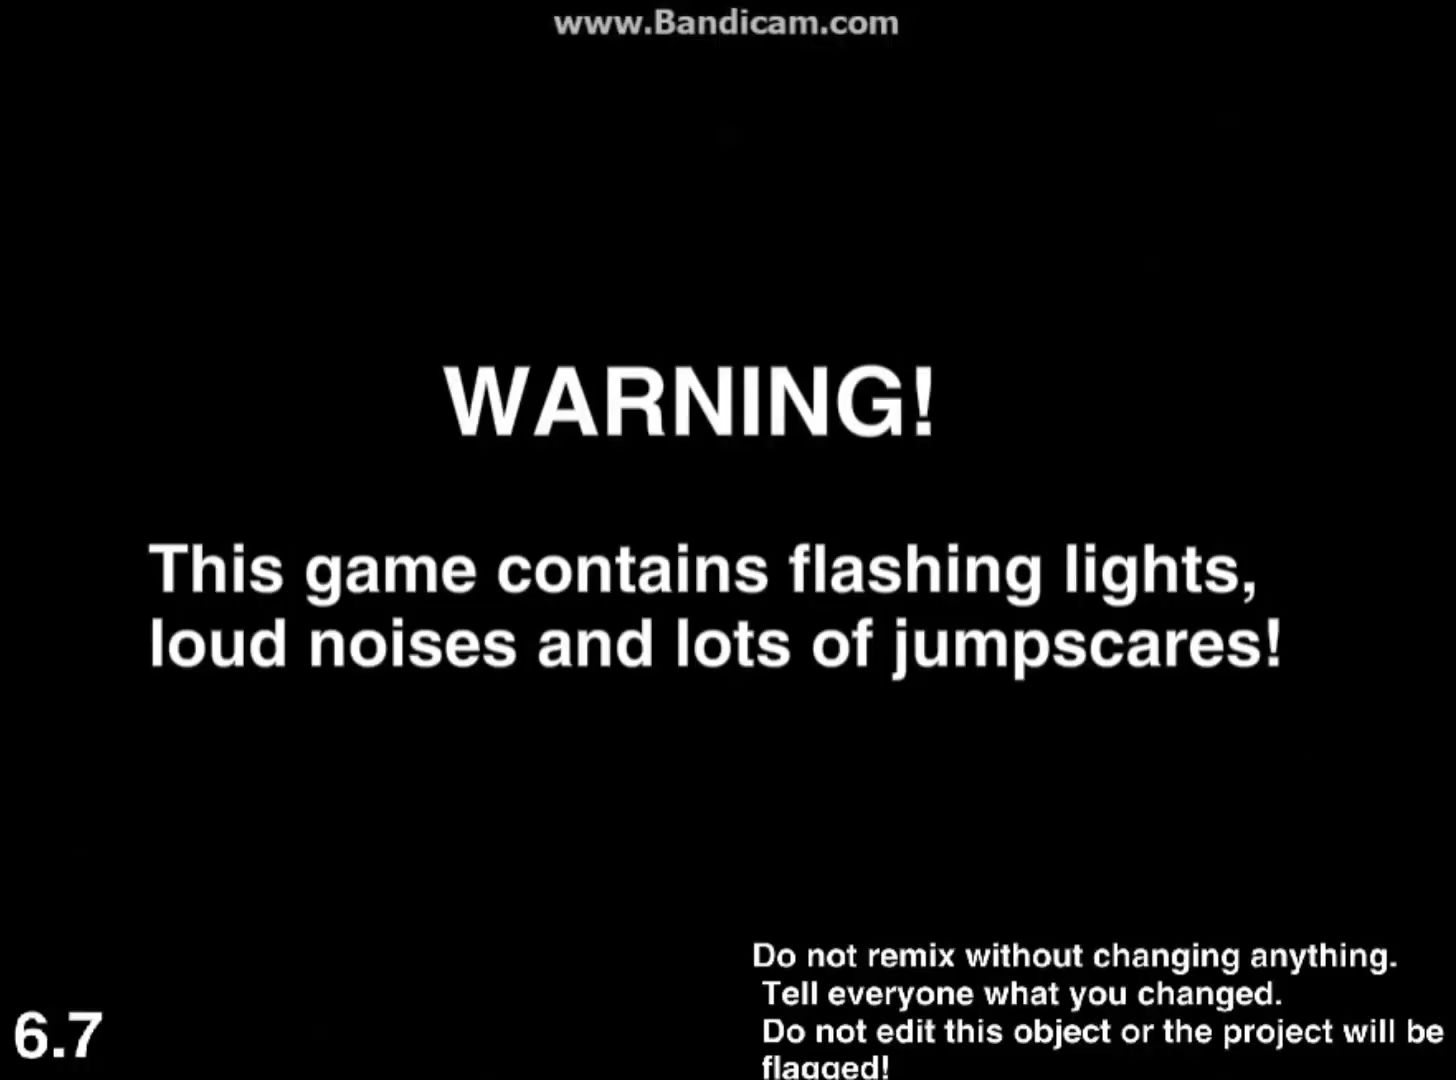 www.Bandicam.com
WARNING!
This game contains flashing lights,
loud noises and lots of jumpscares!
Do not remix without changing anything.
Tell everyone what you changed.
Do not edit this object or the project will be
flagged!
6.7